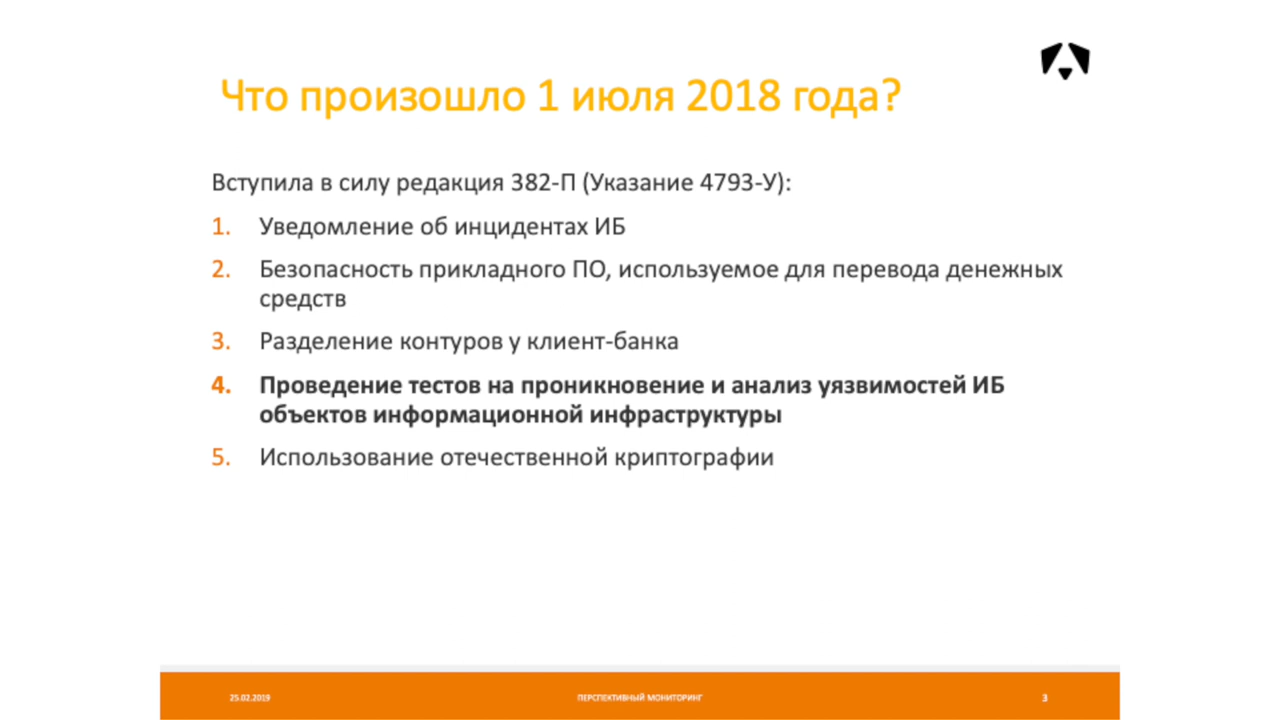 Что произошло 1 июля 2018 года?
Вступила в силу редакция 382-П (Указание 4793-У):
1. Уведомление об инцидентах ИБ
2. Безопасность прикладного ПО, используемое для перевода денежных
средств
3. Разделение контуров у клиент-банка
4. Проведение тестов на проникновение и анализ уязвимостей ИБ
объектов информационной инфраструктуры
5. Использование отечественной криптографии
25.02.2019 ПЕРСПЕКТИВНЫЙ МОНИТОРИНГ 3